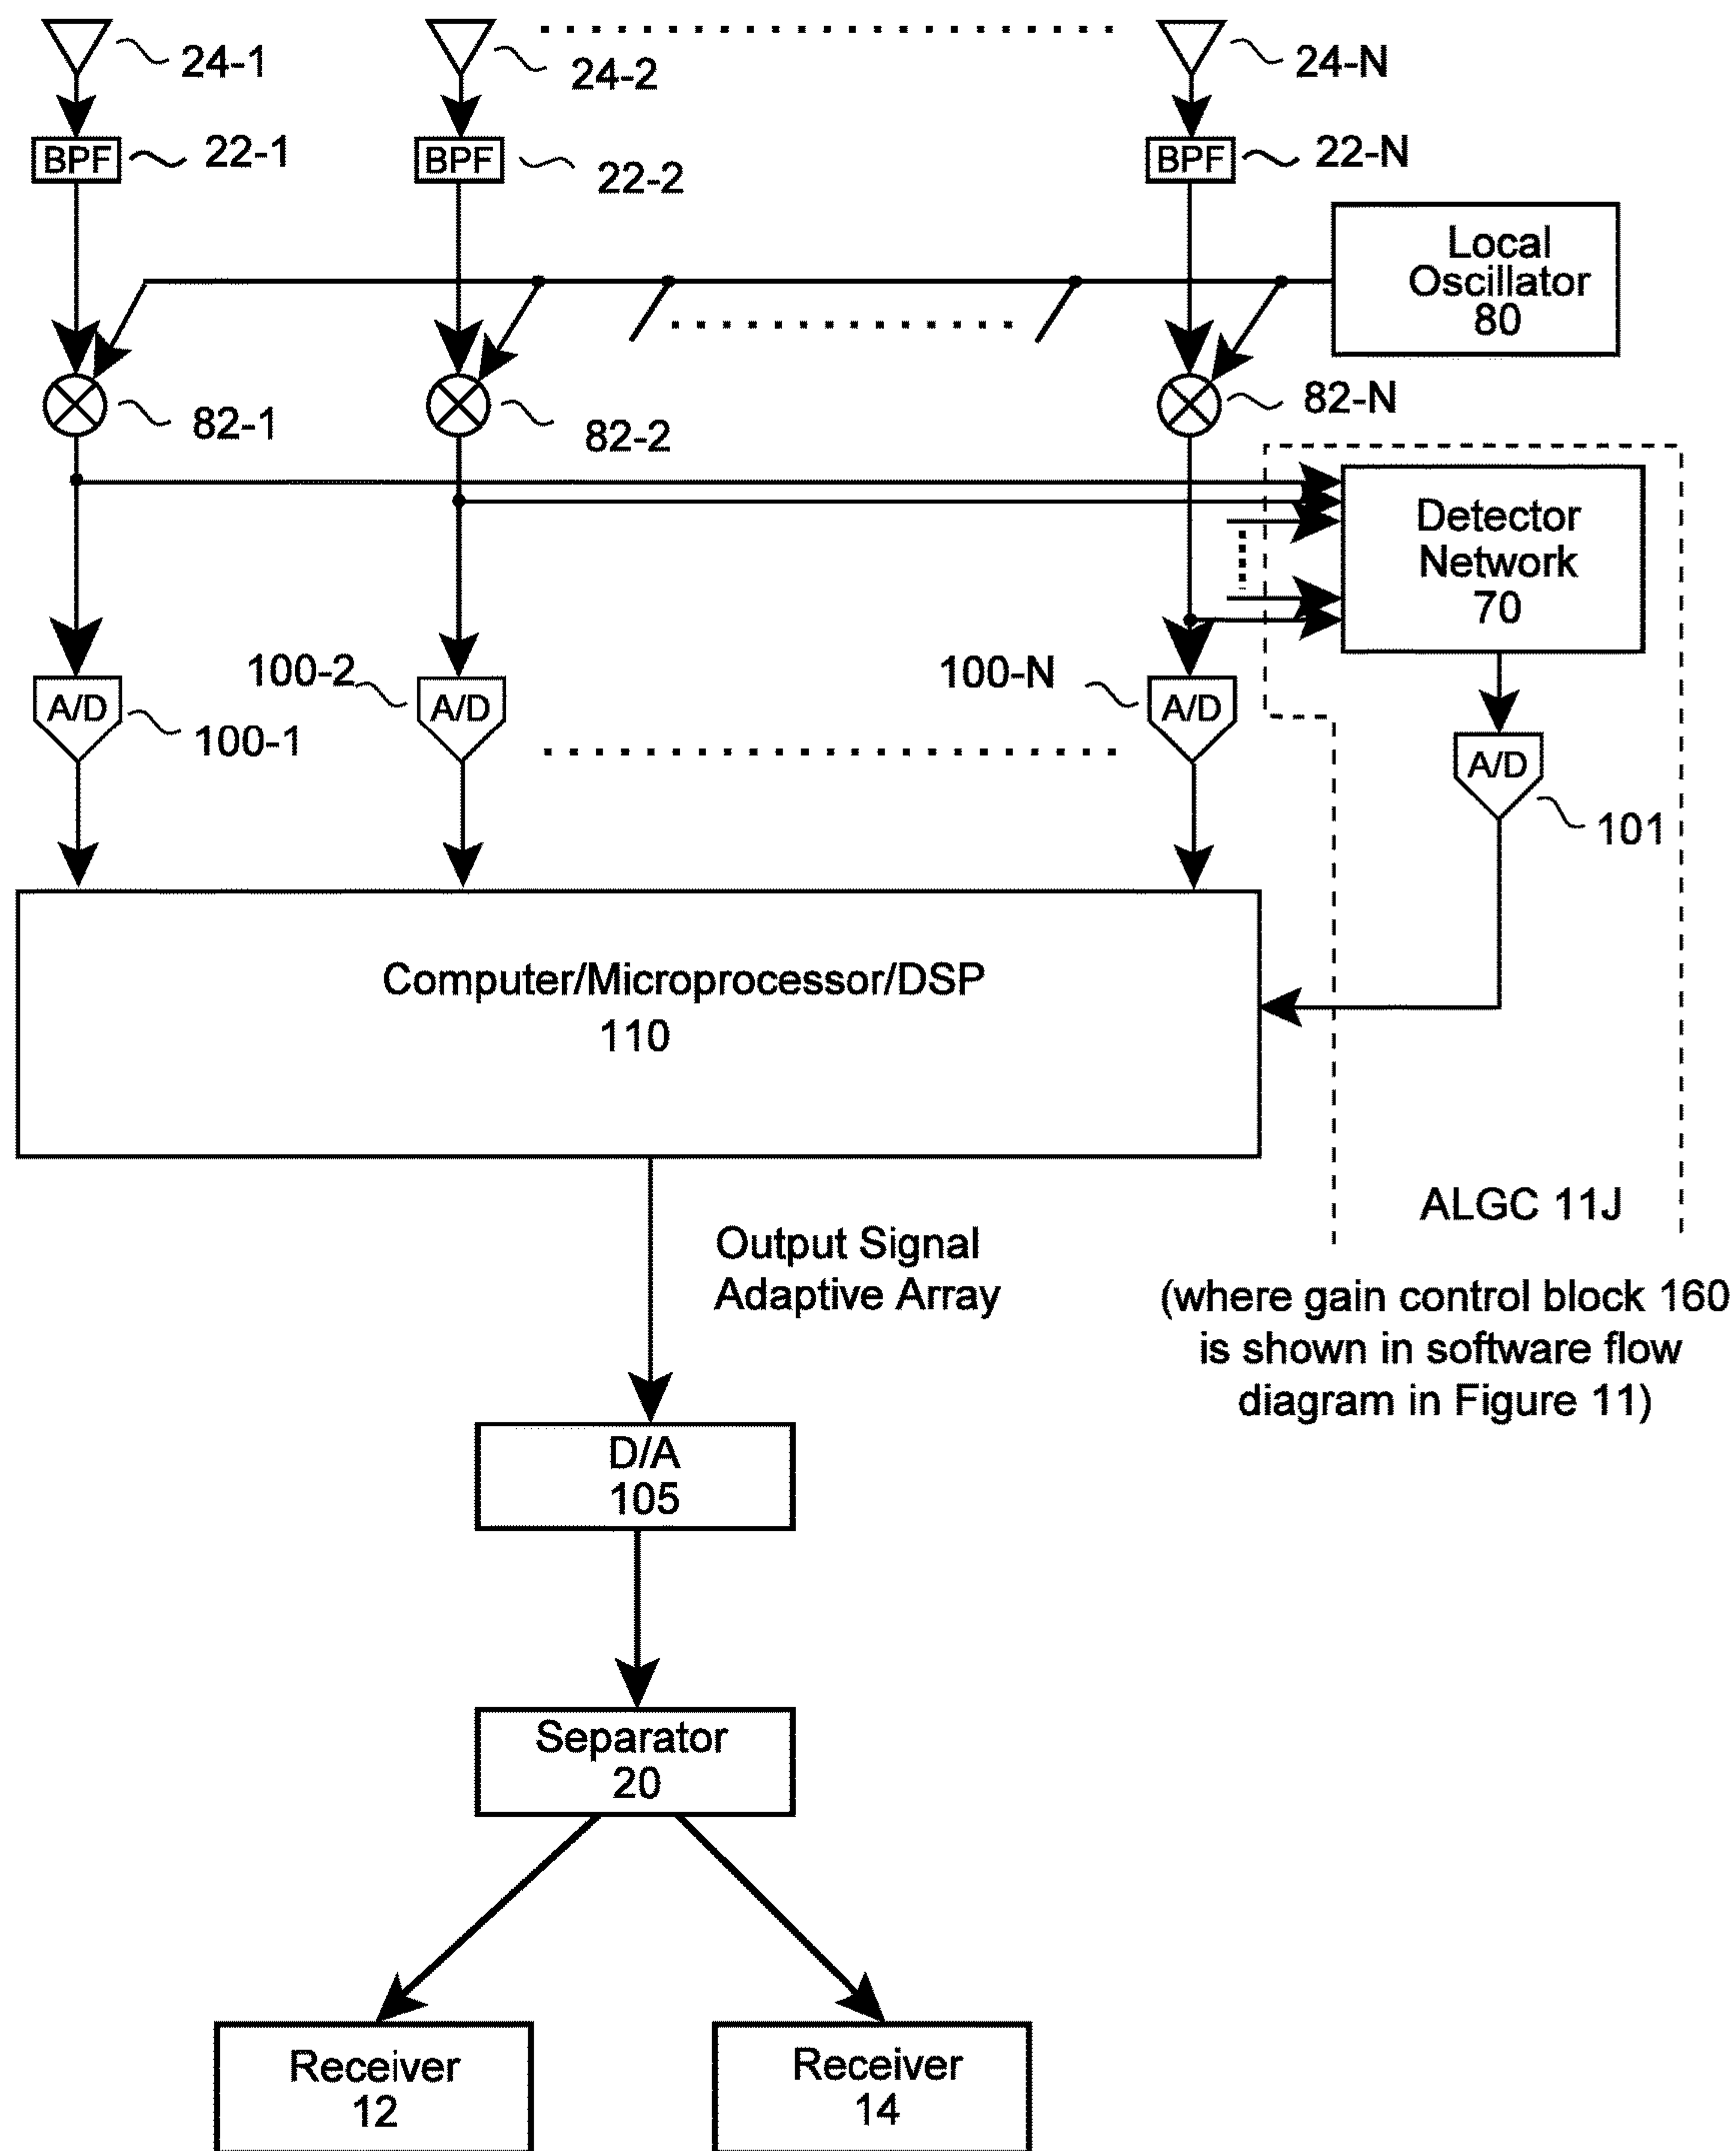 24-1
24-2
24-N
BPF
22-1
BPF
22-2
BPF
22-N
Local
Oscillator
80
82-1
82-2
82-N
Detector
Network
70
100-2
100-N
A/D
100-1
A/D
A/D
A/D
101
Computer/Microprocessor/DSP
110
ALGC 11J
Output Signal
Adaptive Array
(where gain control block 160
is shown in software flow
diagram in Figure 11)
D/A
105
Separator
20
Receiver
12
Receiver
14